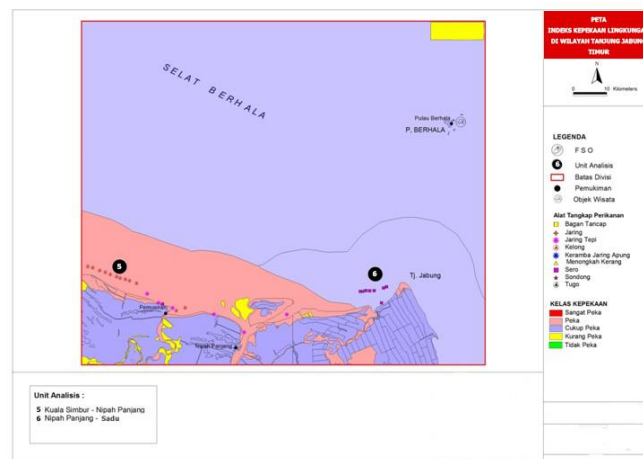 PETA
INDEKS KEPEKAAN LINGKUNGA
DI WILAYAH TANJUNG JABUNG
TIMUR
N
0 10 Kilometers
SELAT BERHALA
Pulau Berhala
P. BERHALA
5
6
Tj. Jabung
Nipah Panjang
LEGENDA
F S O
6 Unit Analisis
Batas Divisi
Pemukiman
Objek Wisata
Alat Tangkap Perikanan
Bagan Tancap
Jaring
Jaring Tepi
Kelong
Keramba Jaring Apung
Menongkah Kerang
Sero
Sondong
Tugo
KELAS KEPEKAAN
Sangat Peka
Peka
Cukup Peka
Kurang Peka
Tidak Peka
Unit Analisis :
5 Kuala Simbur - Nipah Panjang
6 Nipah Panjang - Sadu